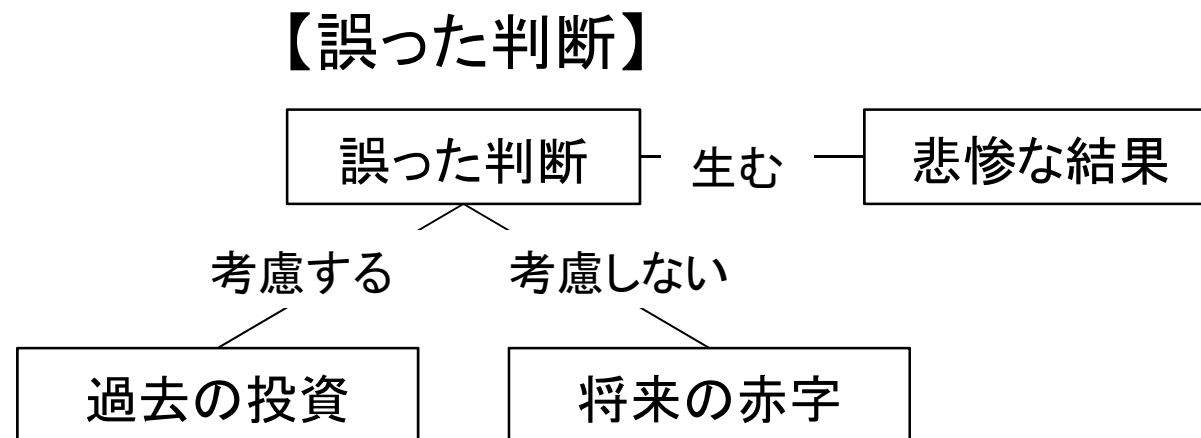 【誤った判断】
誤った判断
生む
悲惨な結果
考慮する
考慮しない
過去の投資
将来の赤字